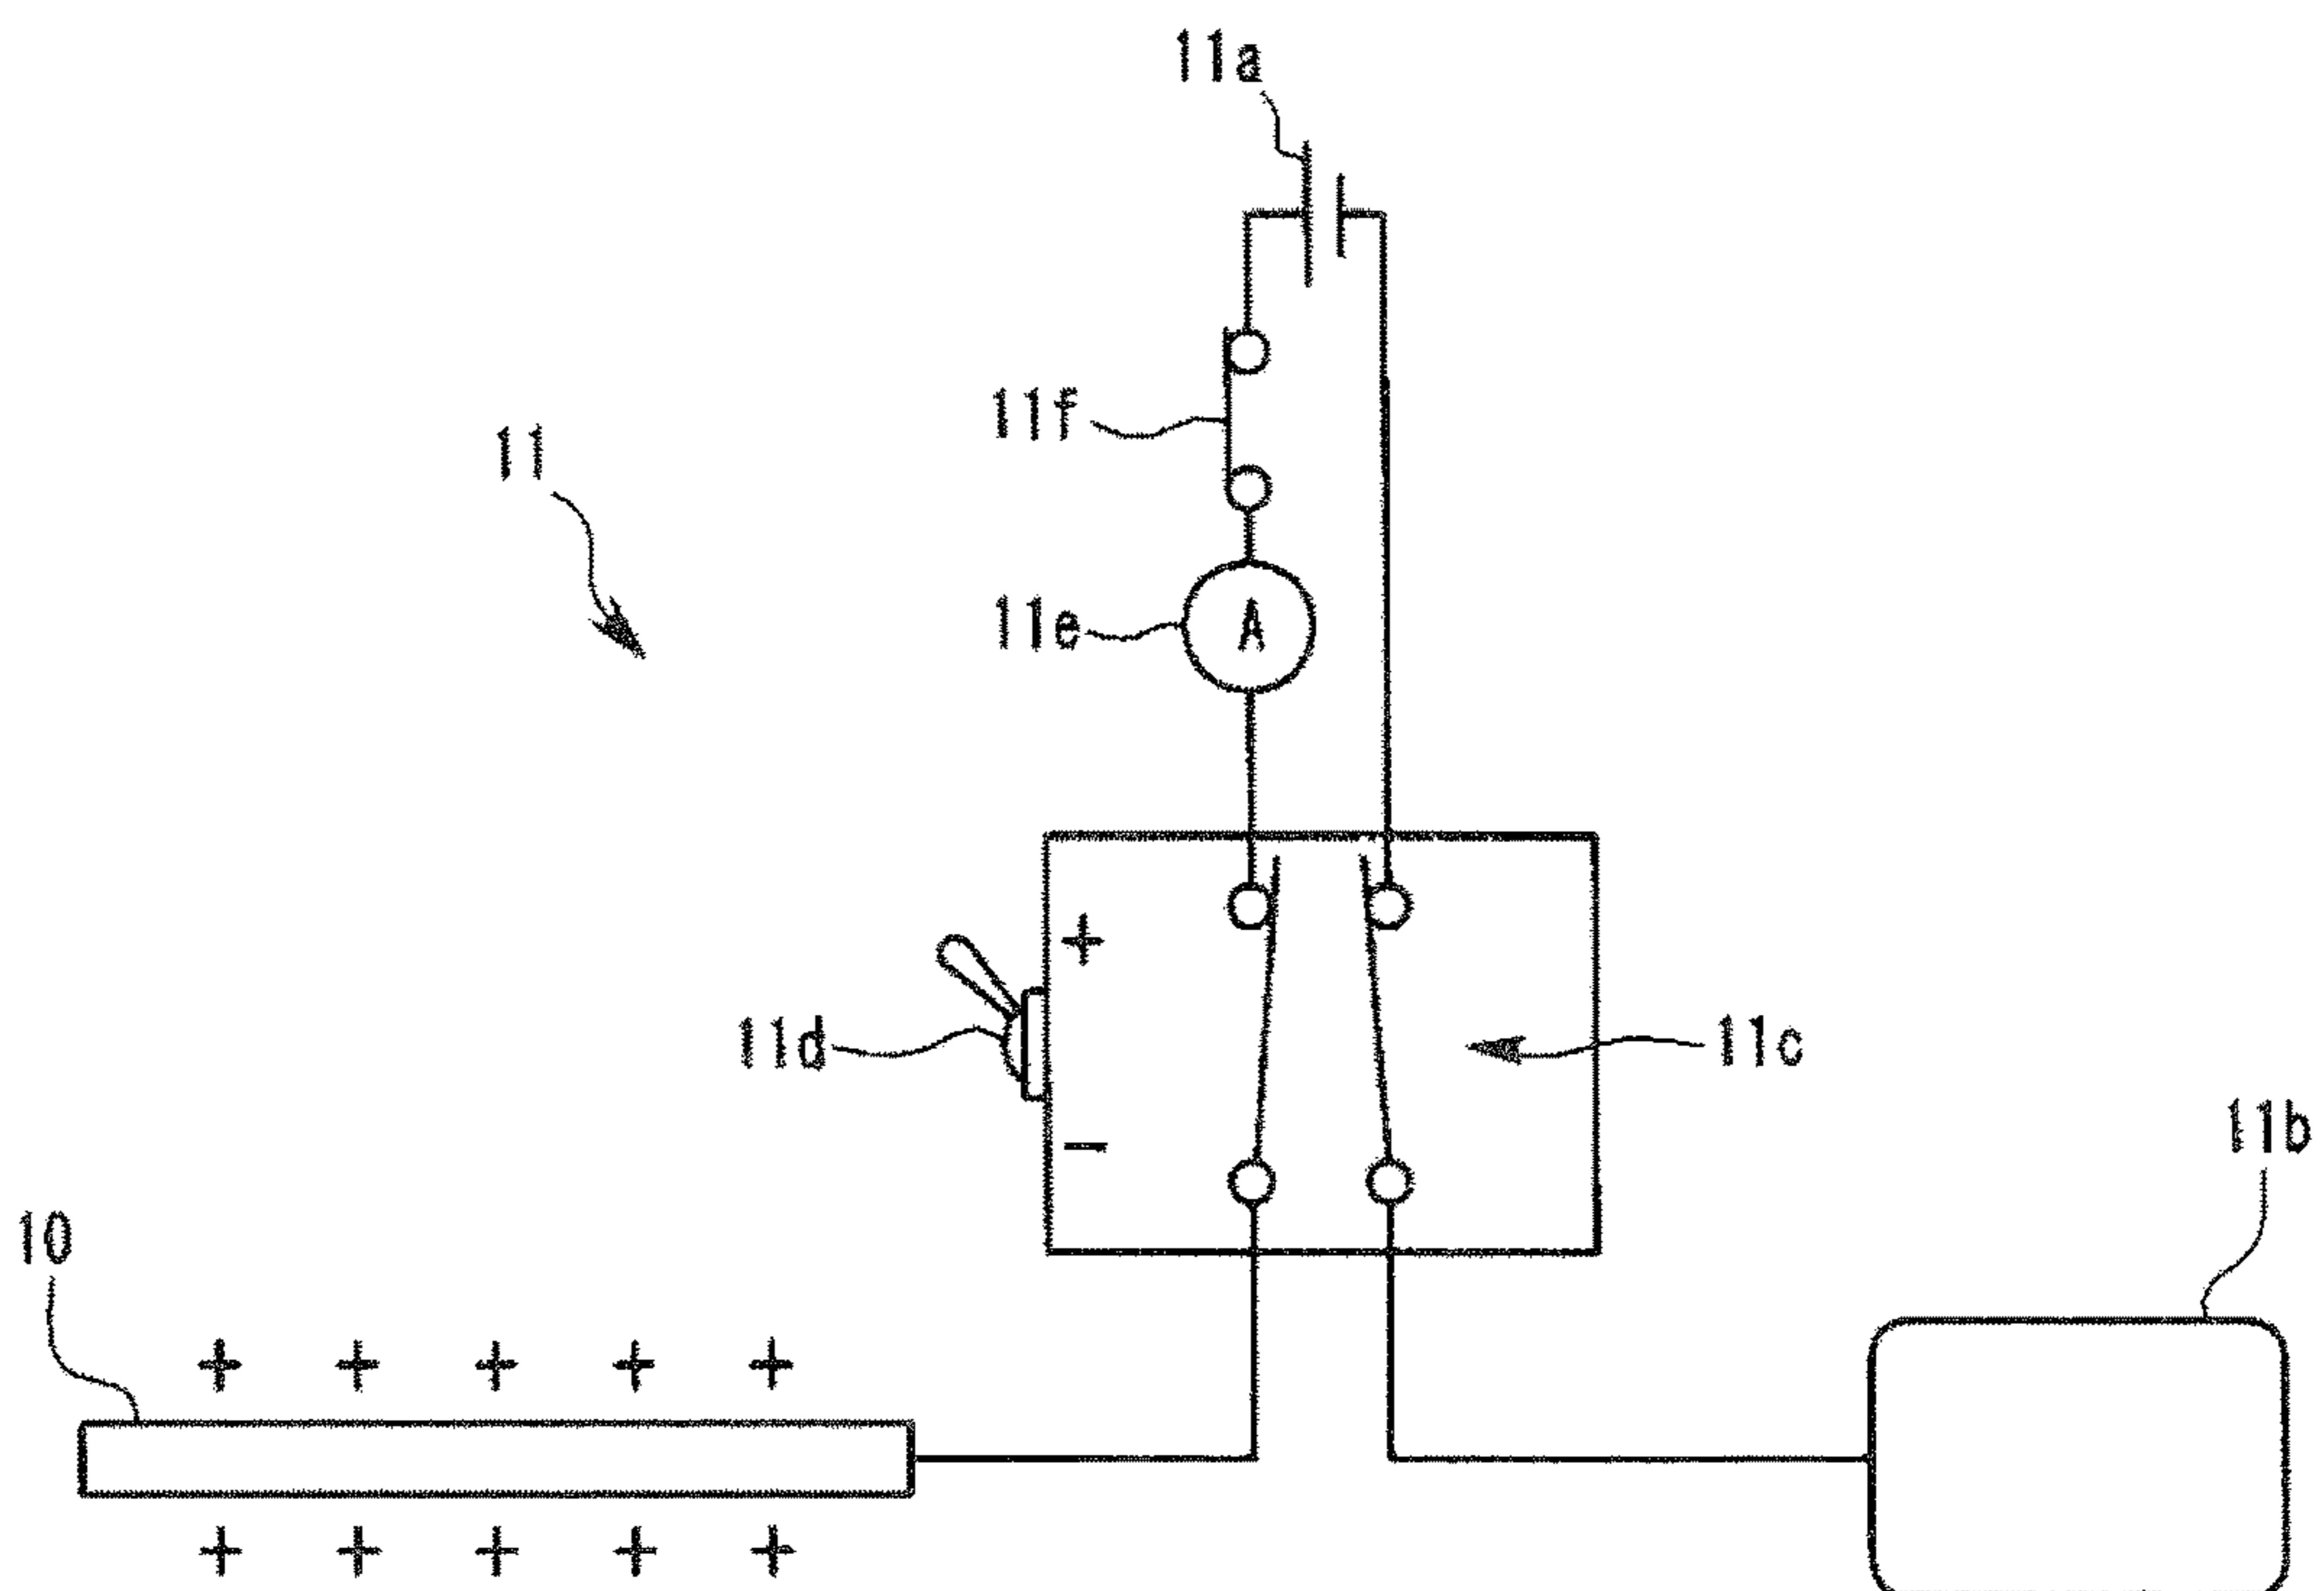 11a
11f
11
11e
A
+
11d
11c
−
11b
10
+ + + + +
+ + + + +